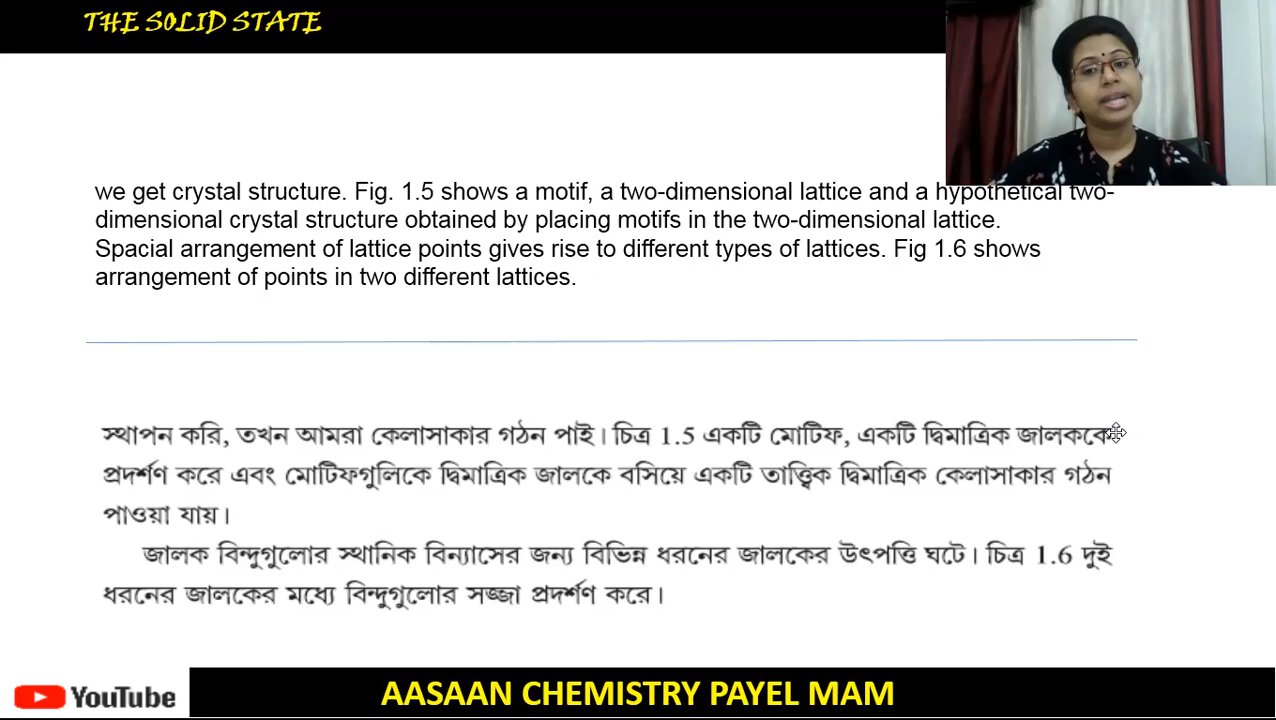 THE SOLID STATE
we get crystal structure. Fig. 1.5 shows a motif, a two-dimensional lattice and a hypothetical two-
dimensional crystal structure obtained by placing motifs in the two-dimensional lattice.
Spacial arrangement of lattice points gives rise to different types of lattices. Fig 1.6 shows
arrangement of points in two different lattices.
স্থাপন করি, তখন আমরা কেলাসাকার গঠন পাই। চিত্র 1.5 একটি মোটিফ, একটি দ্বিমাত্রিক জালককে
প্রদর্শণ করে এবং মোটিফগুলিকে দ্বিমাত্রিক জালকে বসিয়ে একটি তাত্ত্বিক দ্বিমাত্রিক কেলাসাকার গঠন
পাওয়া যায়।
জালক বিন্দুগুলোর স্থানিক বিন্যাসের জন্য বিভিন্ন ধরনের জালকের উৎপত্তি ঘটে। চিত্র 1.6 দুই
ধরনের জালকের মধ্যে বিন্দুগুলোর সজ্জা প্রদর্শণ করে।
YouTube
AASAAN CHEMISTRY PAYEL MAM